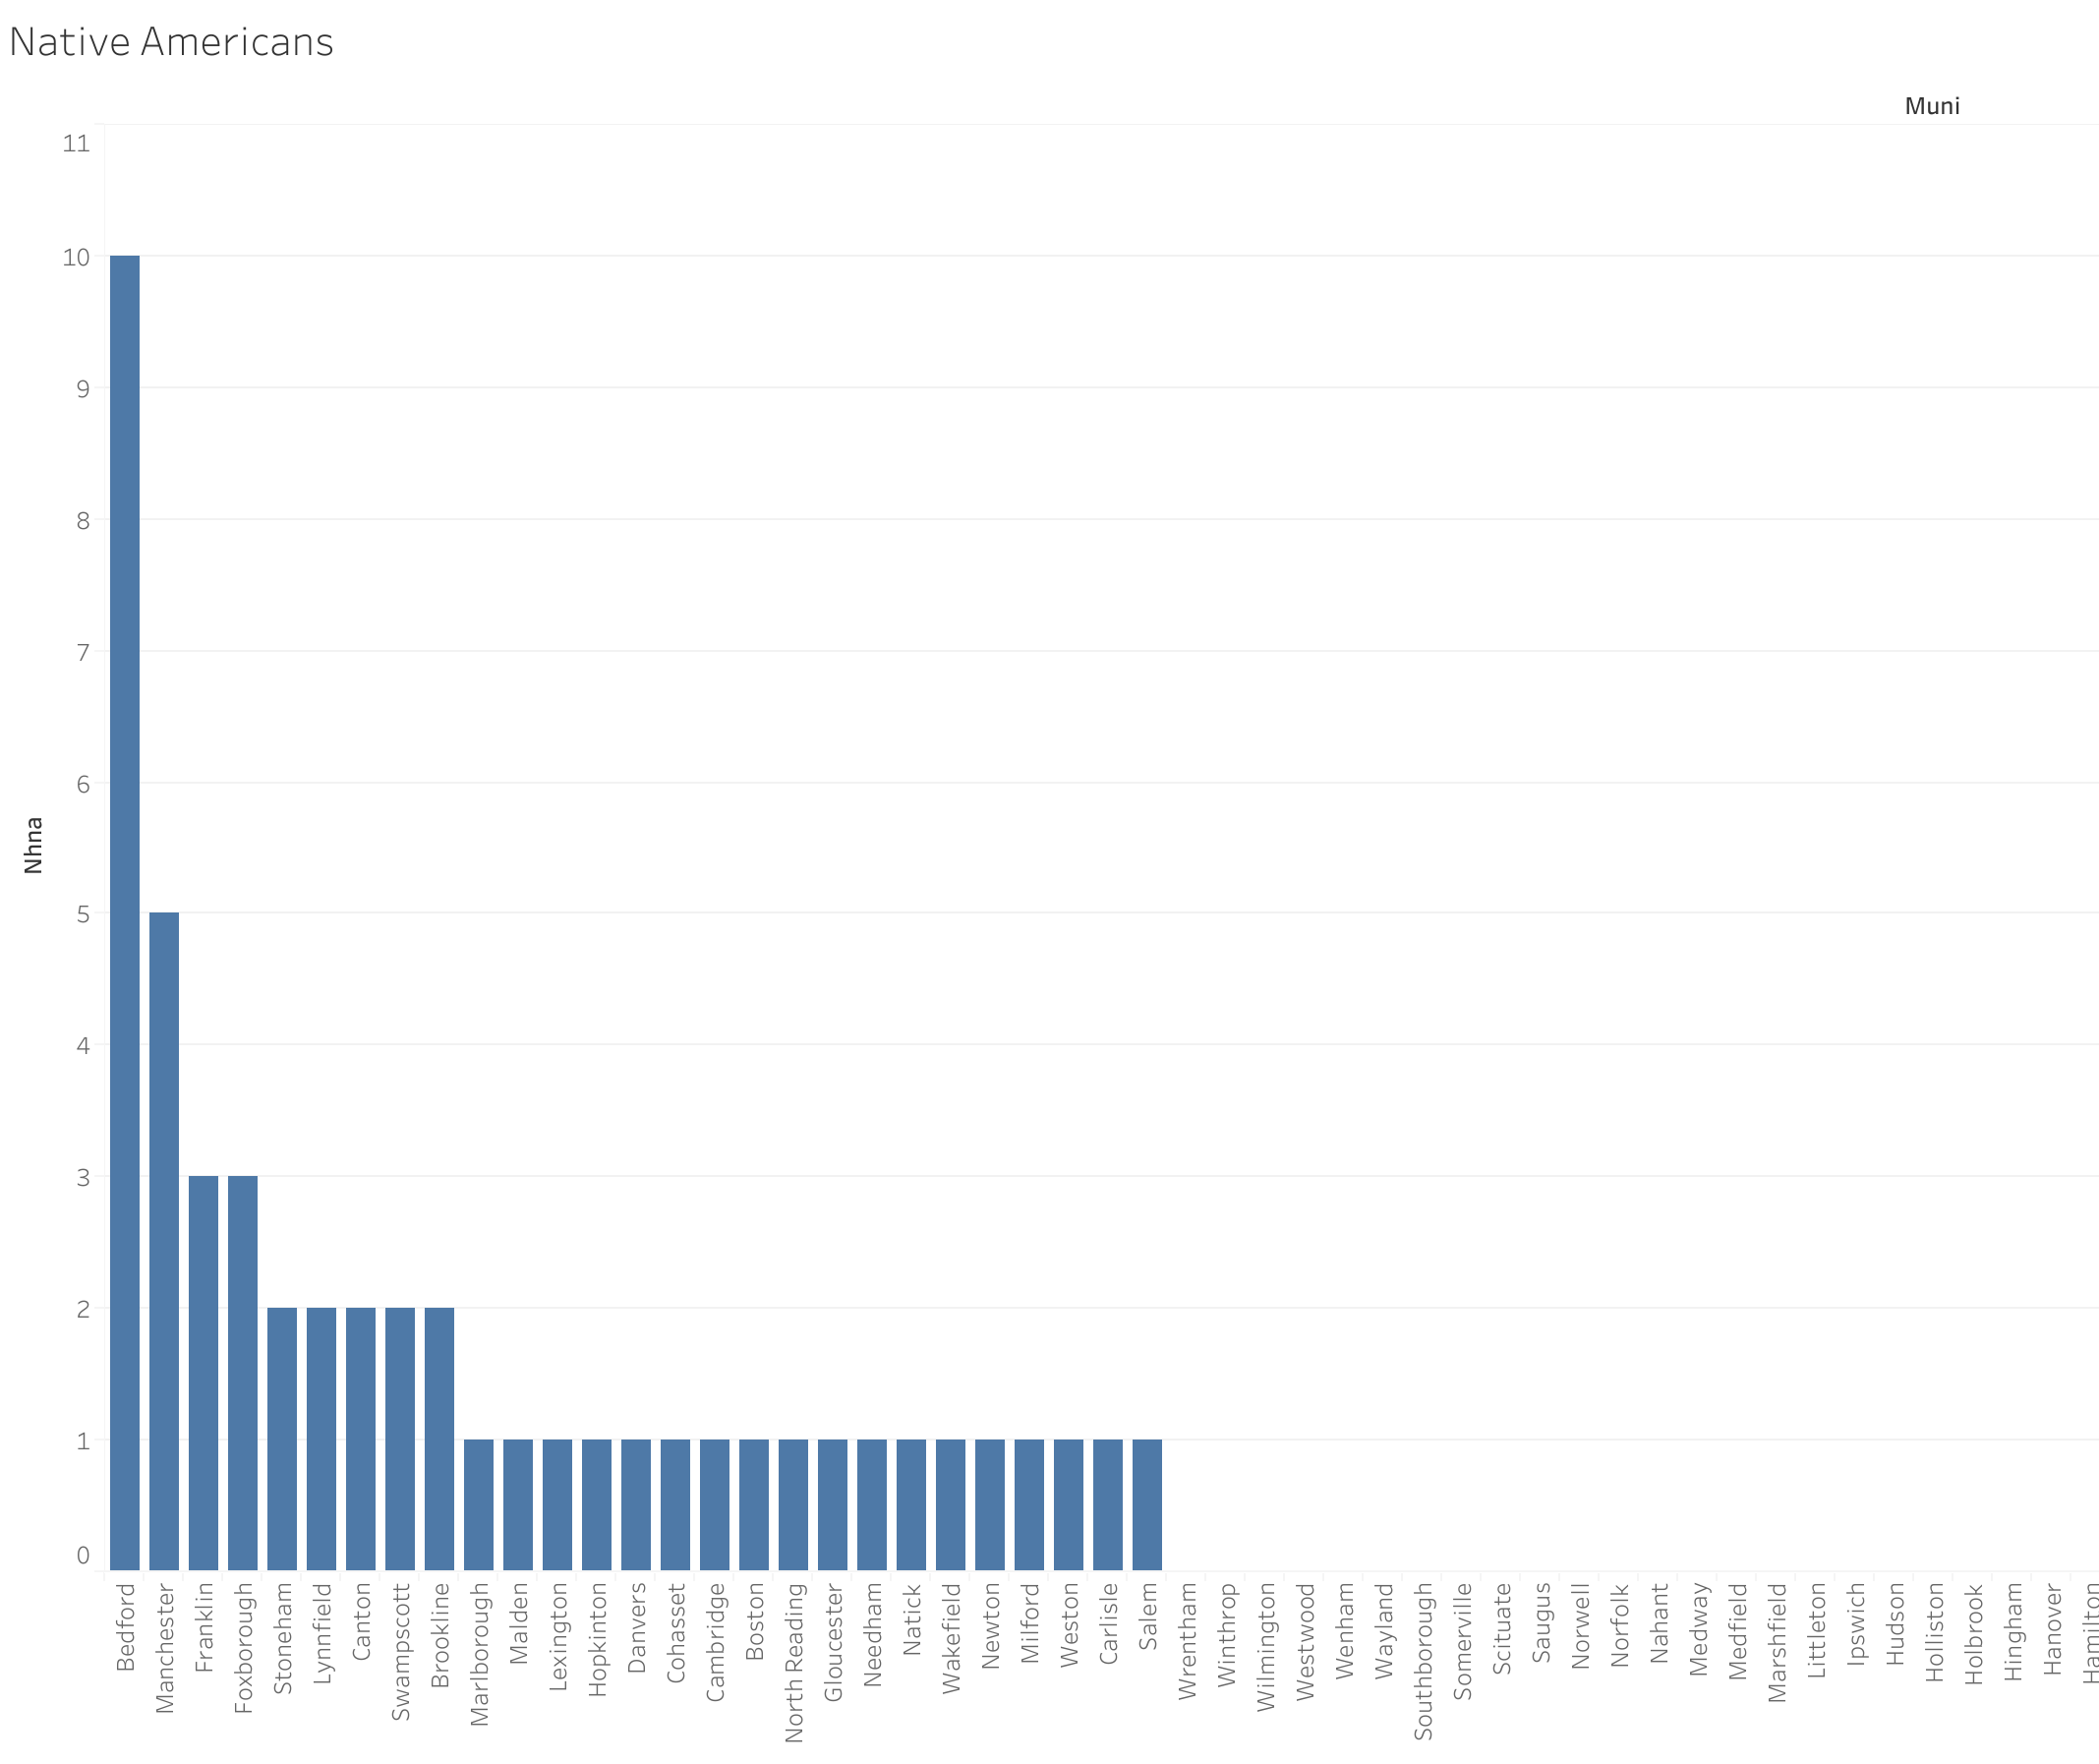 Native Americans
Muni
11
10
9
8
7
6
5
4
3
2
1
0
Nhna
Bedford
Manchester
Franklin
Foxborough
Stoneham
Lynnfield
Canton
Swampscott
Brookline
Marlborough
Malden
Lexington
Hopkinton
Danvers
Cohasset
Cambridge
Boston
North Reading
Gloucester
Needham
Natick
Wakefield
Newton
Milford
Weston
Carlisle
Salem
Wrentham
Winthrop
Wilmington
Westwood
Wenham
Wayland
Southborough
Somerville
Scituate
Saugus
Norwell
Norfolk
Nahant
Medway
Medfield
Marshfield
Littleton
Ipswich
Hudson
Holliston
Holbrook
Hingham
Hanover
Hamilton